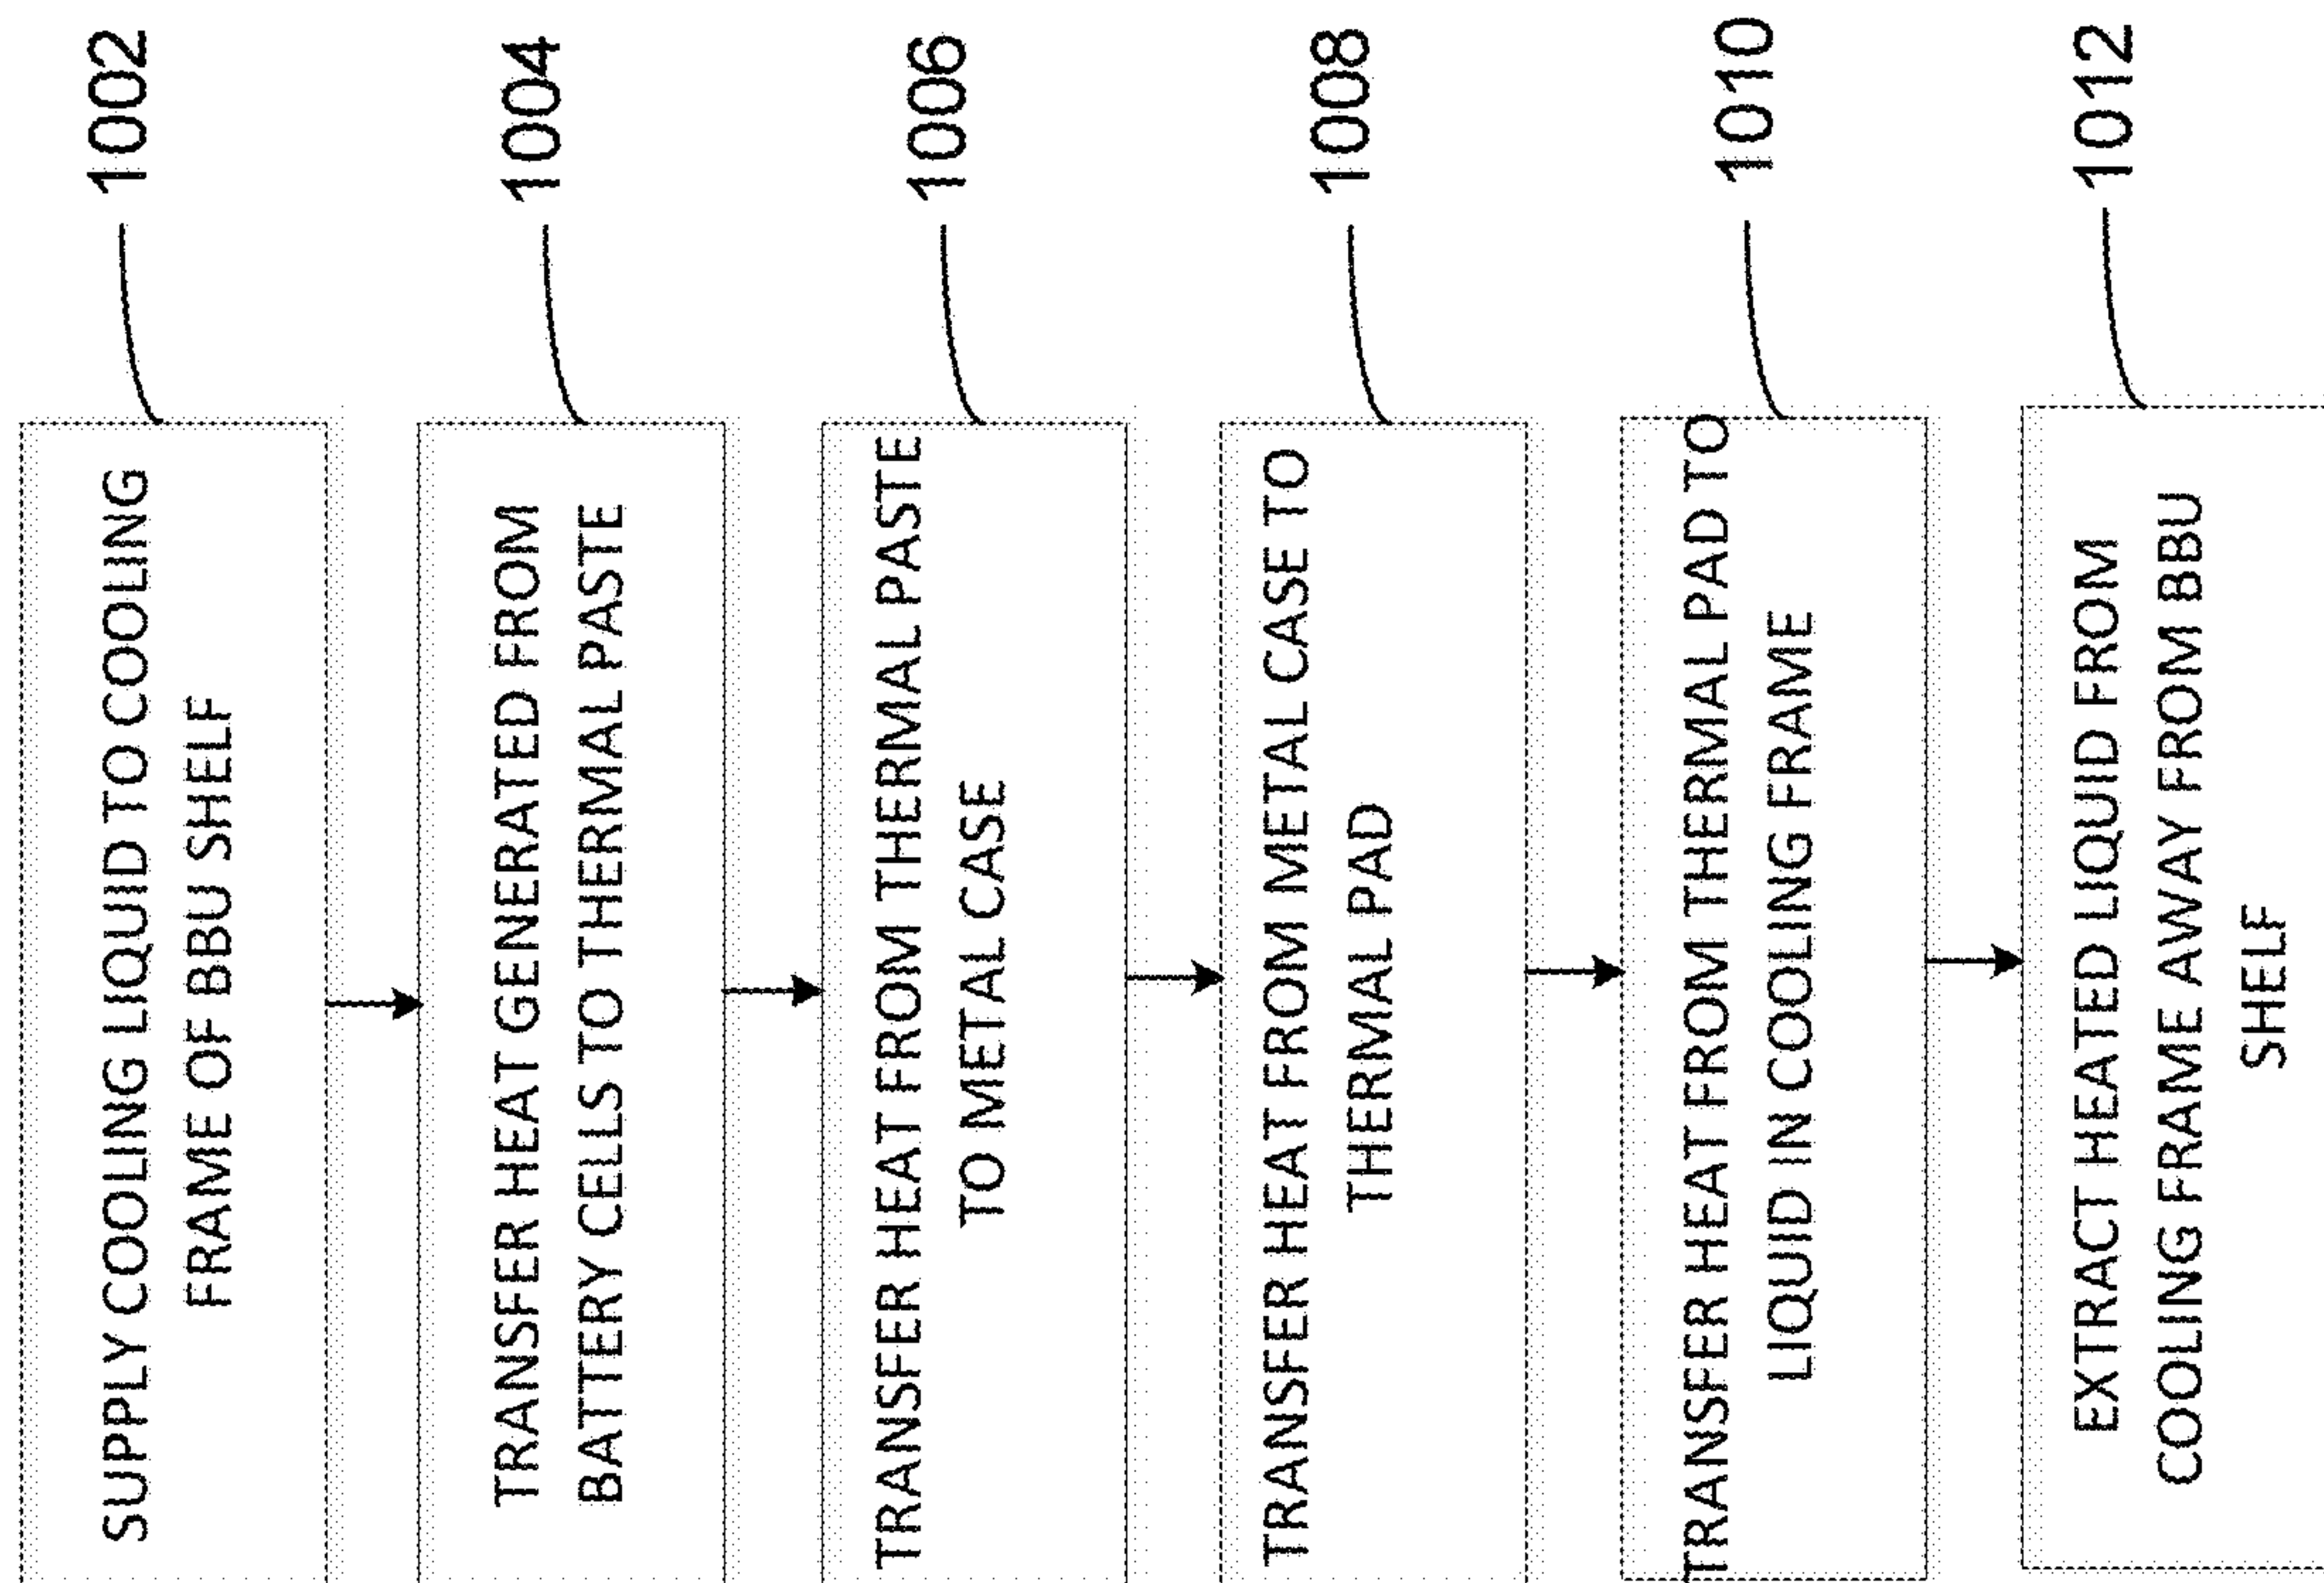 SUPPLY COOLING LIQUID TO COOLING
FRAME OF BBU SHELF
1002
TRANSFER HEAT GENERATED FROM
BATTERY CELLS TO THERMAL PASTE
1004
TRANSFER HEAT FROM THERMAL PASTE
TO METAL CASE
1006
TRANSFER HEAT FROM METAL CASE TO
THERMAL PAD
1008
TRANSFER HEAT FROM THERMAL PAD TO
LIQUID IN COOLING FRAME
1010
EXTRACT HEATED LIQUID FROM
COOLING FRAME AWAY FROM BBU
SHELF
1012